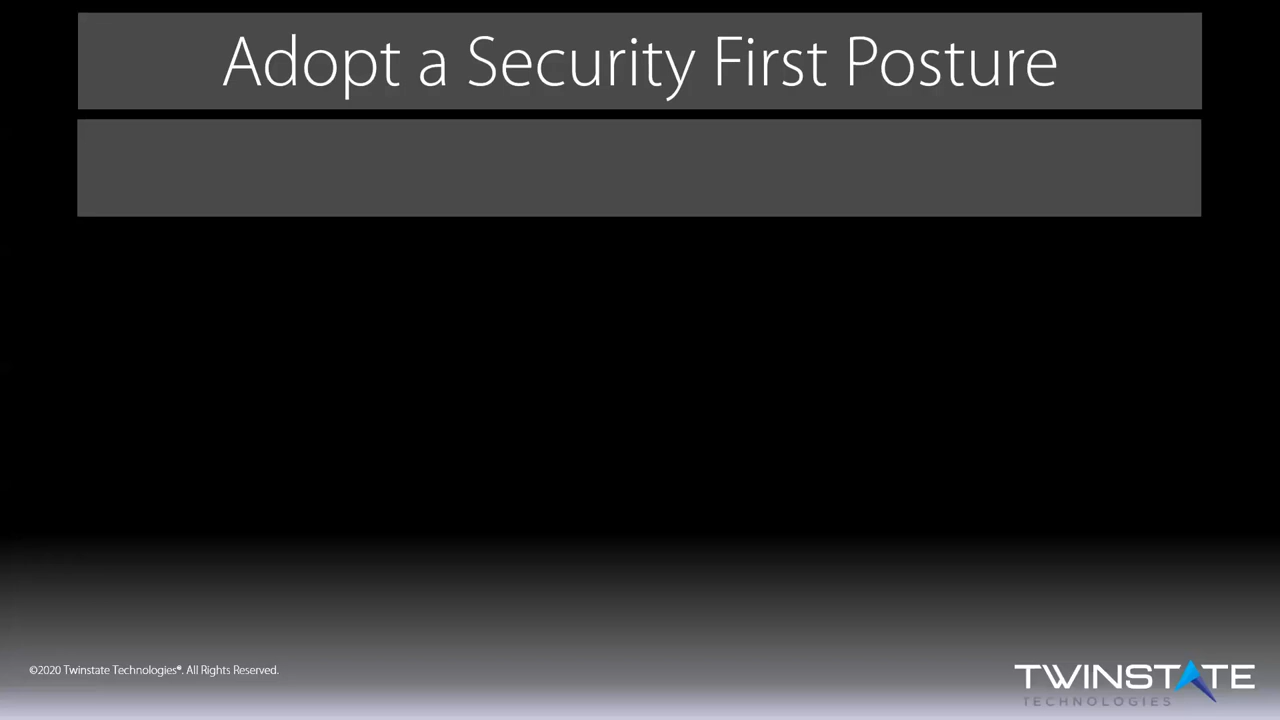 Adopt a Security First Posture
©2020 Twinstate Technologies®. All Rights Reserved.
TWINSTATE
TECHNOLOGIES